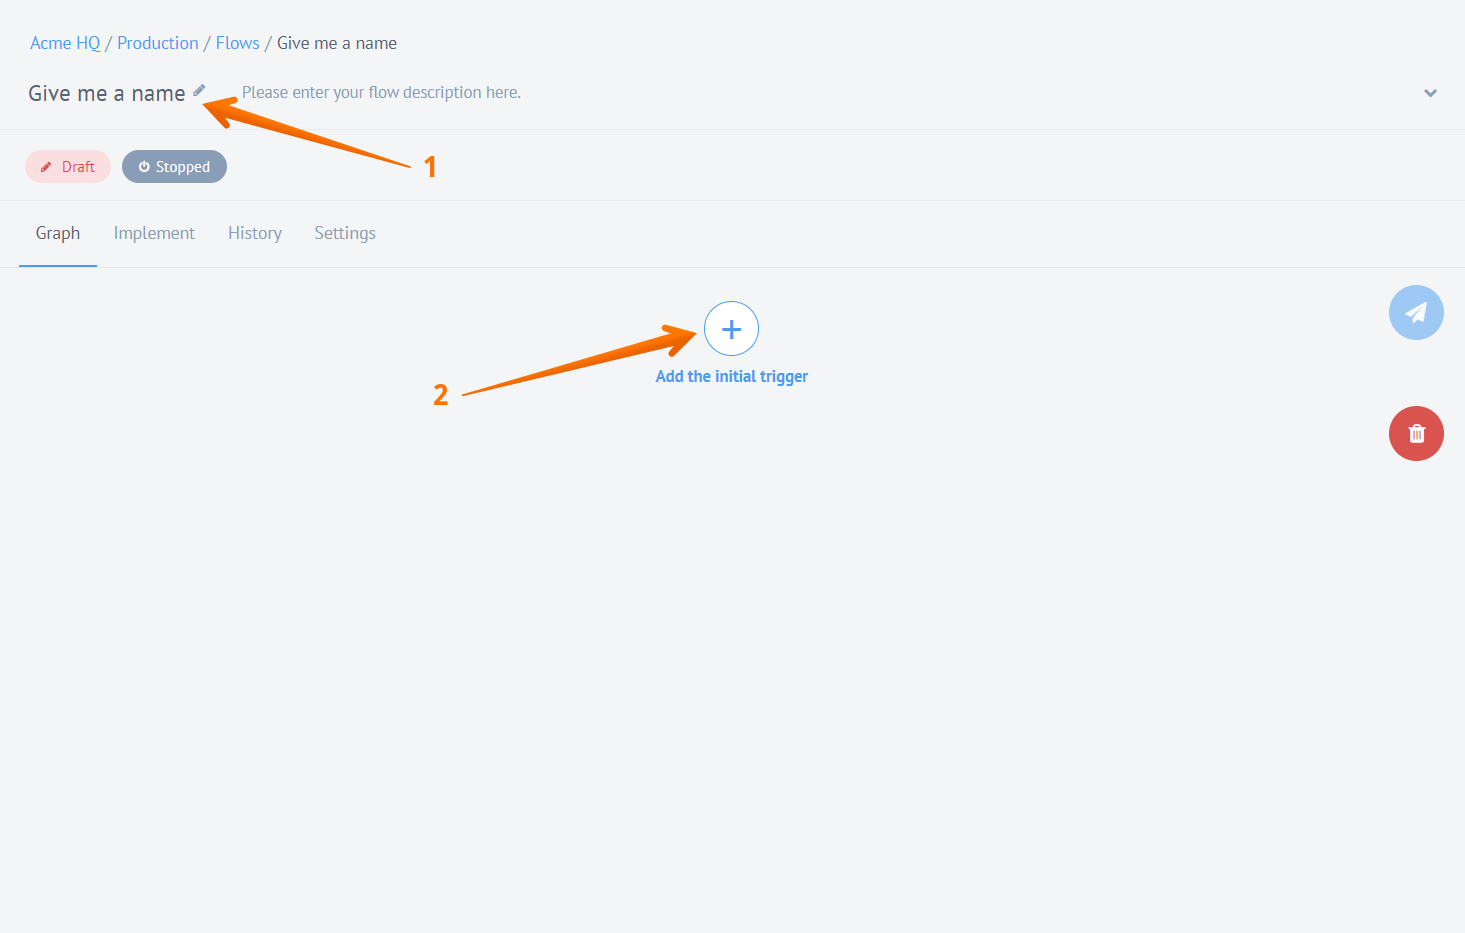 Acme HQ / Production / Flows / Give me a name
Give me a name Please enter your flow description here.
1
Draft Stopped
Graph Implement History Settings
Add the initial trigger
2